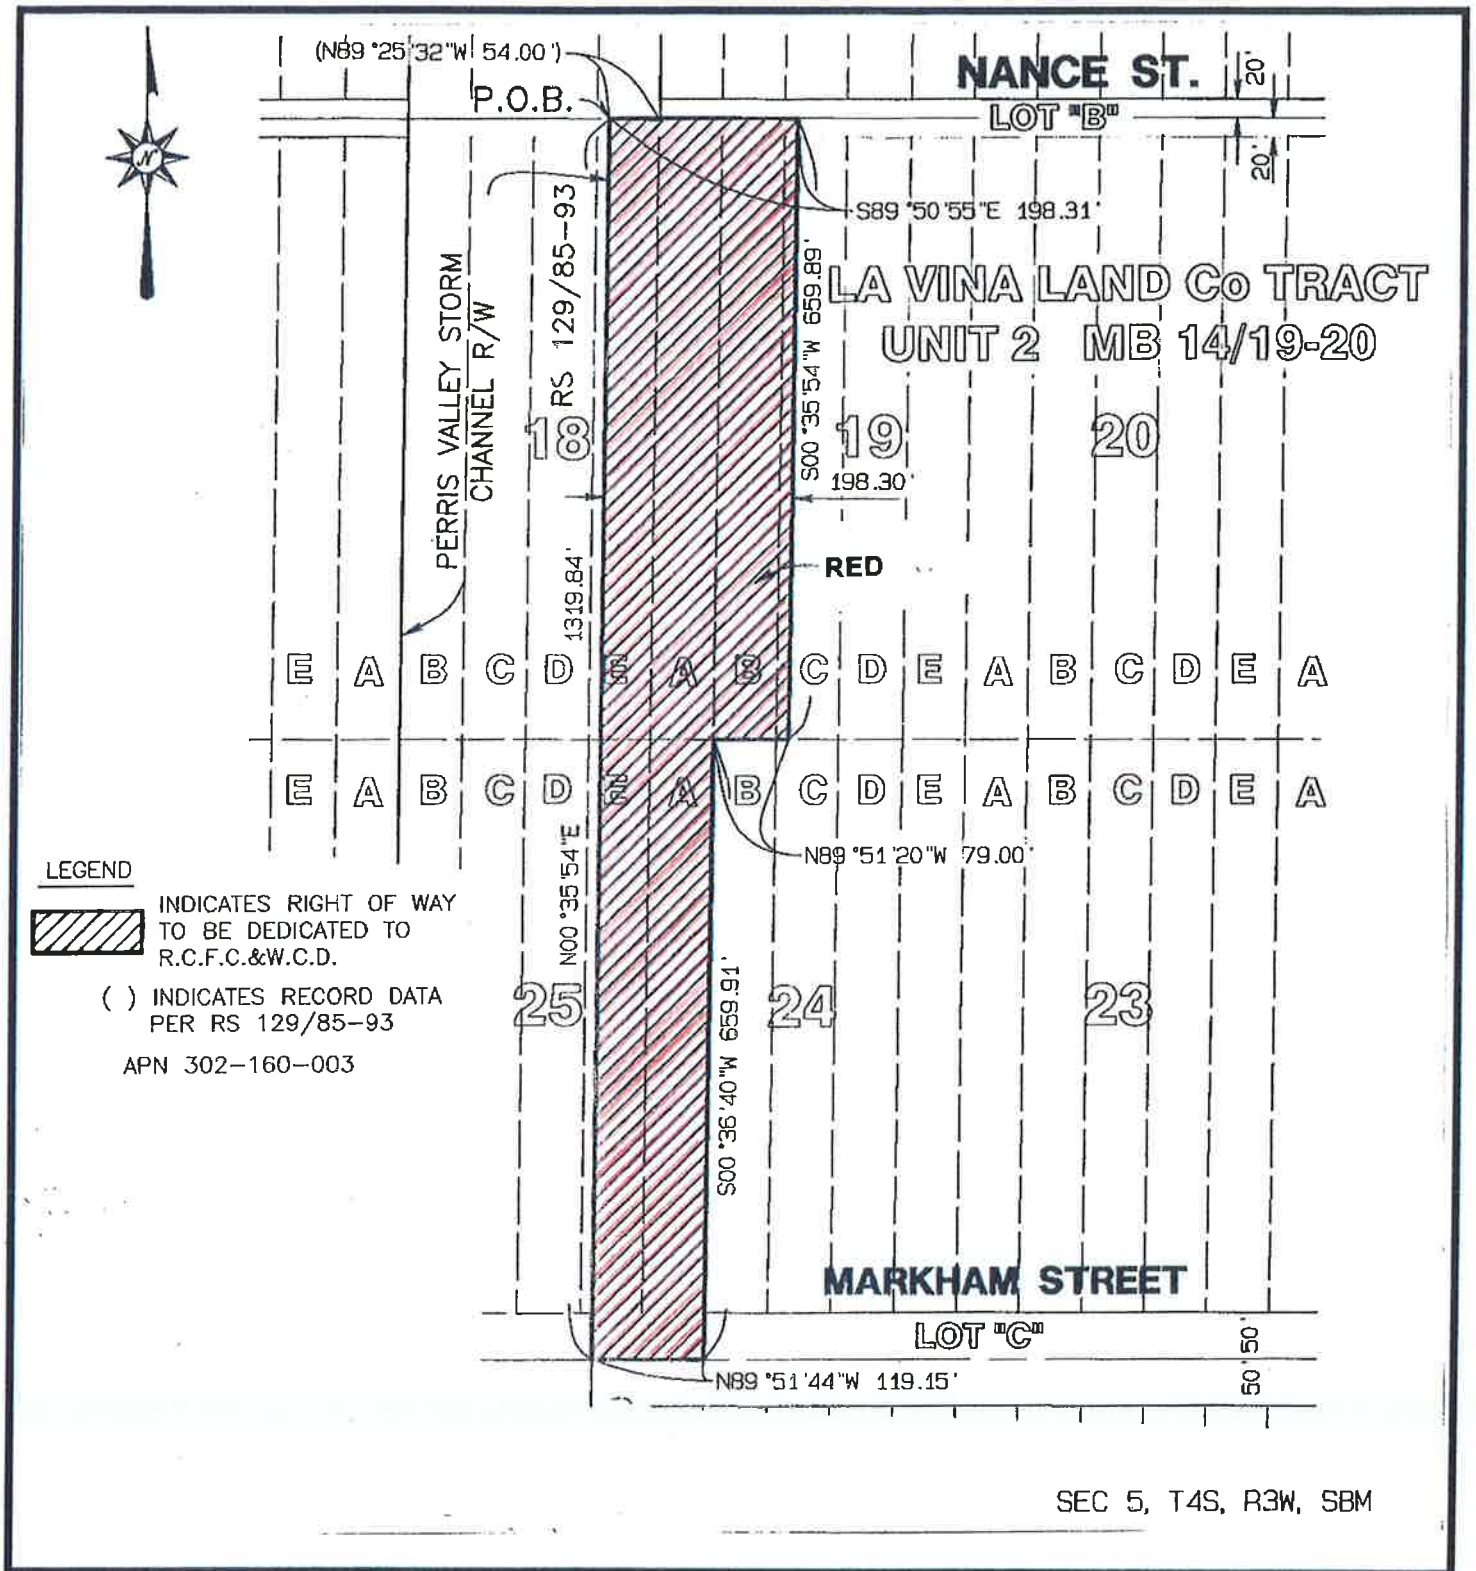 (N89°25'32"W 54.00')
NANCE ST.
20'
P.O.B.
LOT "B"
N
20'
S89°50'55"E 198.31'
RS 129/85-93
PERRIS VALLEY STORM
CHANNEL R/W
S00°35'54"W 659.89'
LA VINA LAND Co TRACT
UNIT 2 MB 14/19-20
18
19
20
198.30'
RED
1319.84'
E A B C D E A B C D E A B C D E A
E A B C D E A B C D E A B C D E A
N89°51'20"W 79.00'
N00°35'54"E
LEGEND
INDICATES RIGHT OF WAY
TO BE DEDICATED TO
R.C.F.C.&W.C.D.
( ) INDICATES RECORD DATA
PER RS 129/85-93
APN 302-160-003
25
24
23
S00°36'40"W 659.91'
MARKHAM STREET
LOT "C"
50'
50'
N89°51'44"W 119.15'
SEC 5, T4S, R3W, SBM